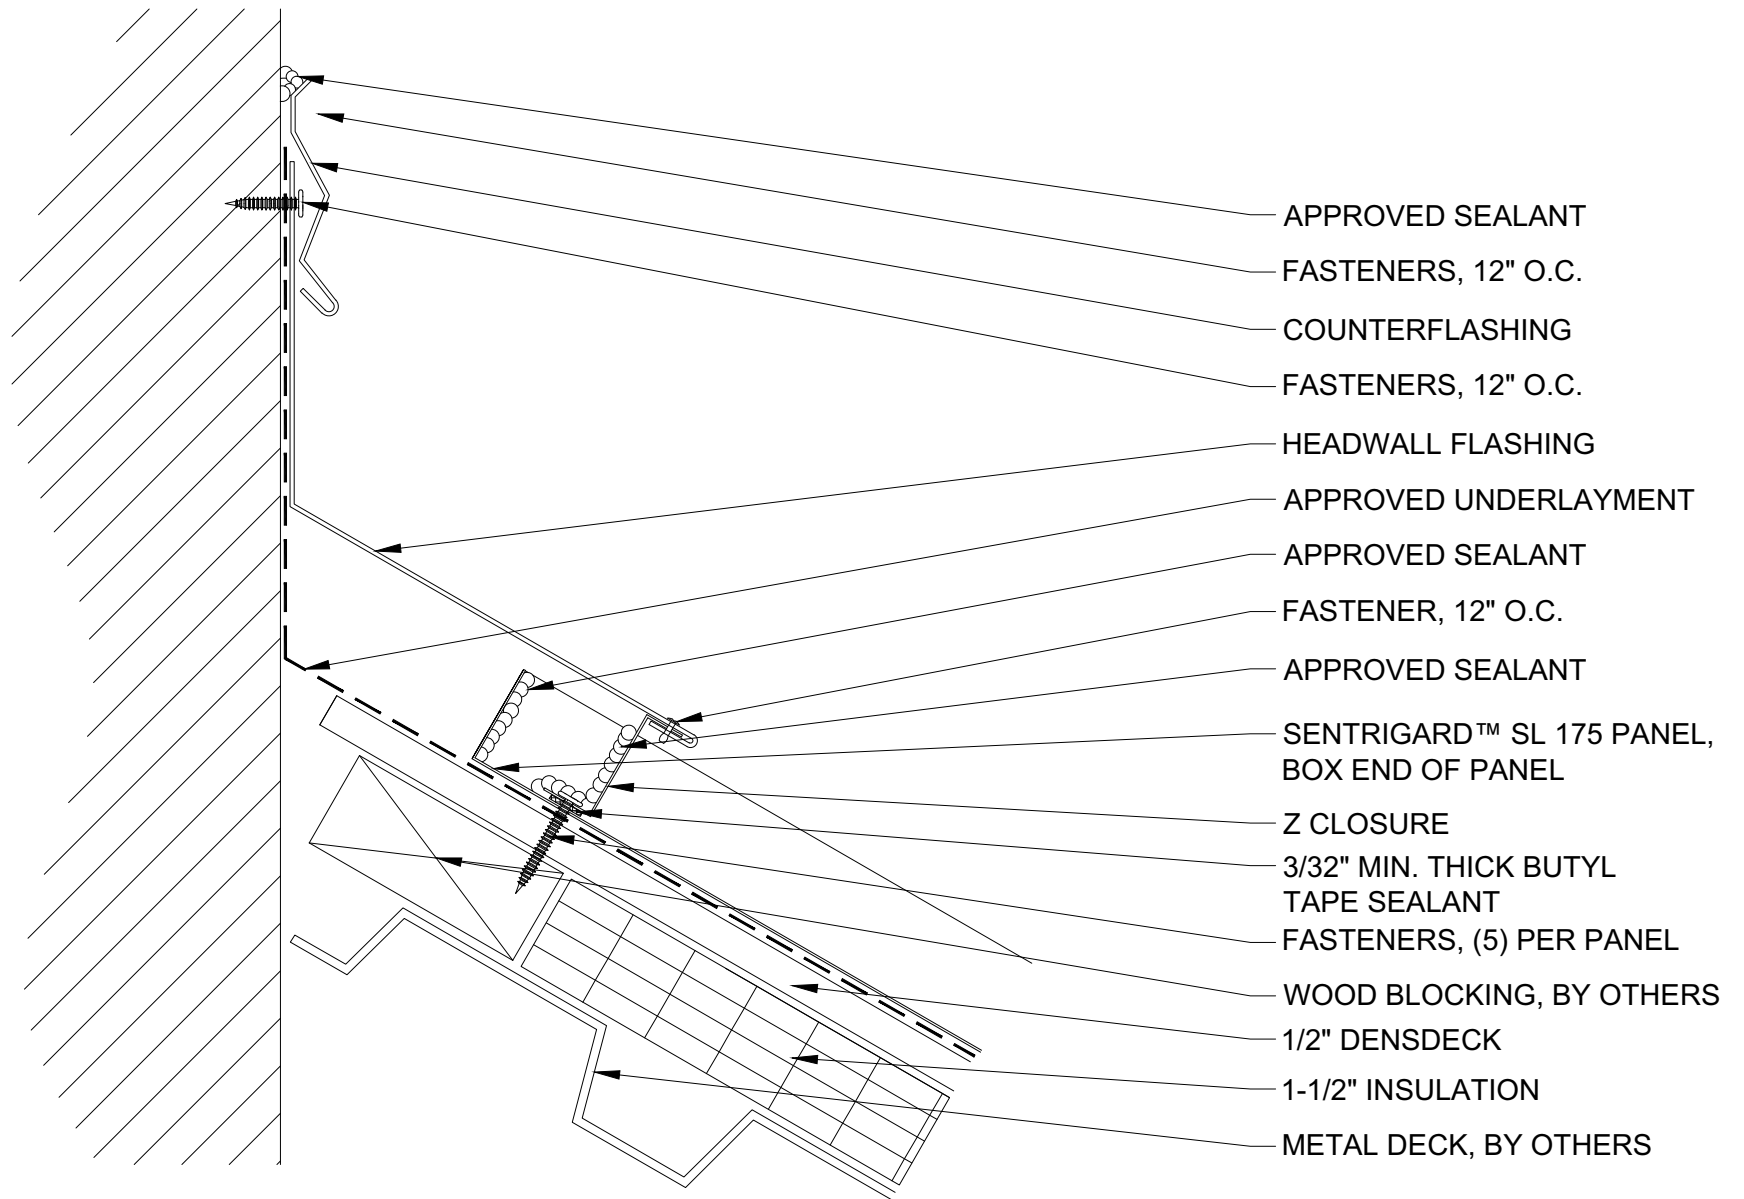 APPROVED SEALANT
FASTENERS, 12" O.C.
COUNTERFLASHING
FASTENERS, 12" O.C.
HEADWALL FLASHING
APPROVED UNDERLAYMENT
APPROVED SEALANT
FASTENER, 12" O.C.
APPROVED SEALANT
SENTRIGARD™ SL 175 PANEL,
BOX END OF PANEL
Z CLOSURE
3/32" MIN. THICK BUTYL
TAPE SEALANT
FASTENERS, (5) PER PANEL
WOOD BLOCKING, BY OTHERS
1/2" DENSDECK
1-1/2" INSULATION
METAL DECK, BY OTHERS